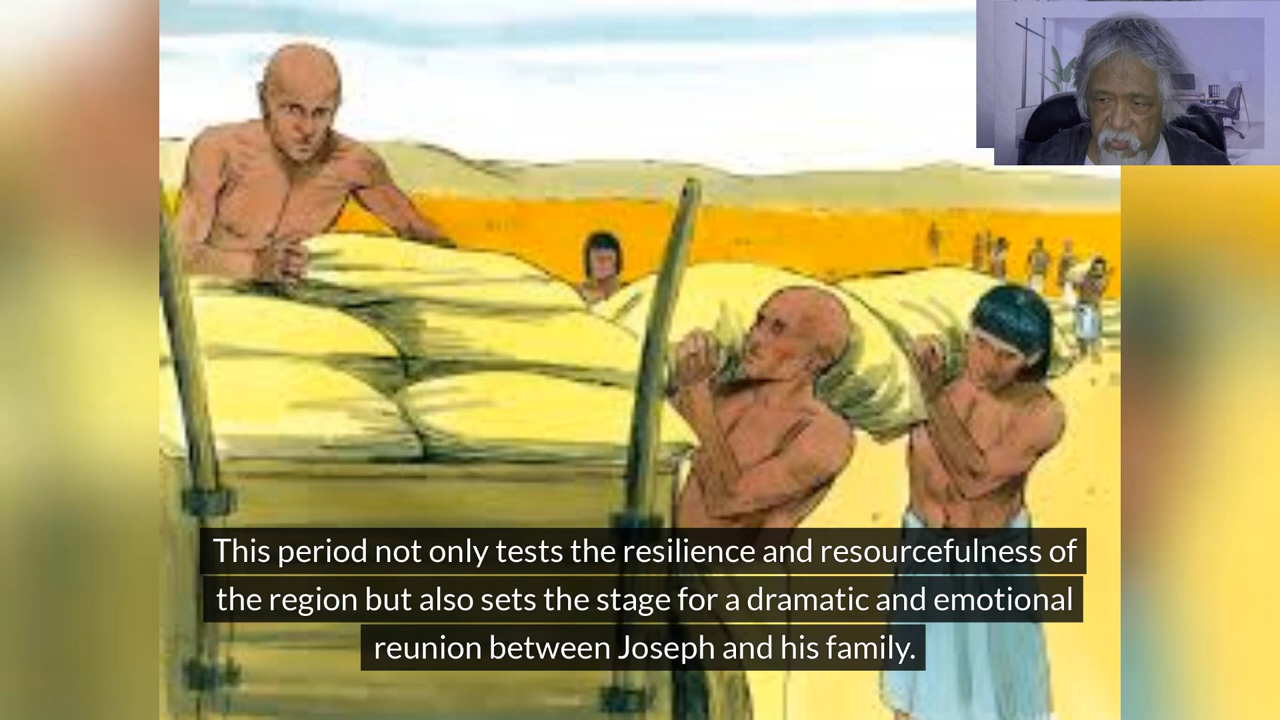 This period not only tests the resilience and resourcefulness of
the region but also sets the stage for a dramatic and emotional
reunion between Joseph and his family.